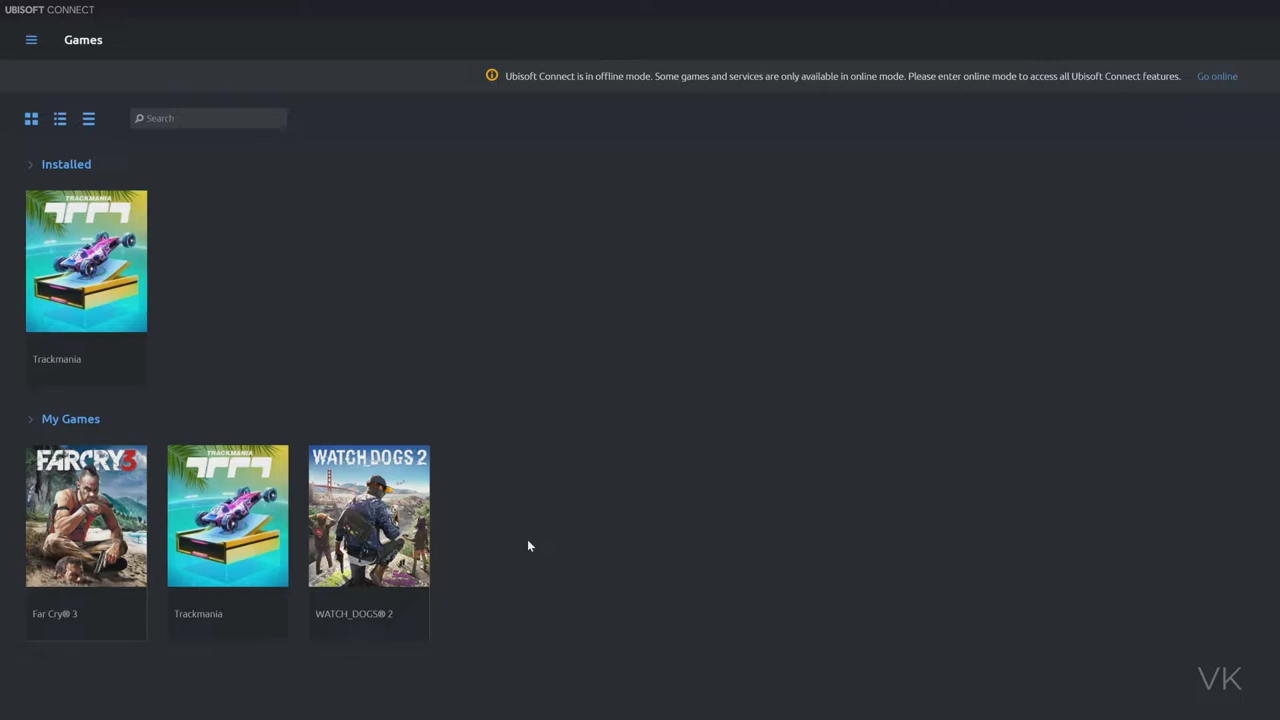 UBISOFT CONNECT
Games
Ubisoft Connect is in offline mode. Some games and services are only available in online mode. Please enter online mode to access all Ubisoft Connect features. Go online
Search
Installed
TRACKMANIA
Trackmania
My Games
FARCRY3
TRACKMANIA
WATCH_DOGS 2
Far Cry® 3
Trackmania
WATCH_DOGS® 2
VK